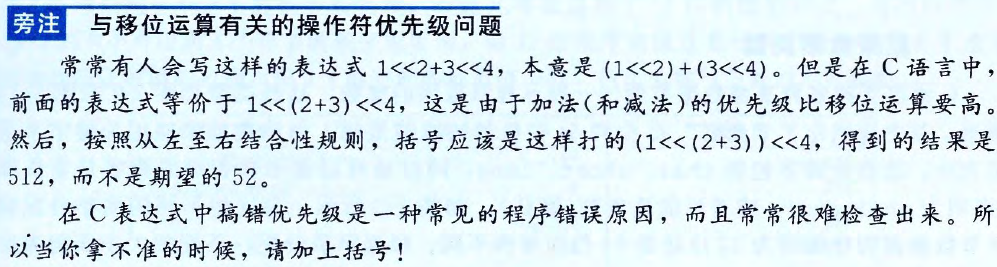 旁注 与移位运算有关的操作符优先级问题
常常有人会写这样的表达式 1<<2+3<<4，本意是 (1<<2)+(3<<4)。但是在 C 语言中，
前面的表达式等价于 1<<(2+3)<<4，这是由于加法(和减法)的优先级比移位运算要高。
然后，按照从左至右结合性规则，括号应该是这样打的 (1<<(2+3))<<4，得到的结果是
512，而不是期望的 52。
在 C 表达式中搞错优先级是一种常见的程序错误原因，而且常常很难检查出来。所
以当你拿不准的时候，请加上括号！